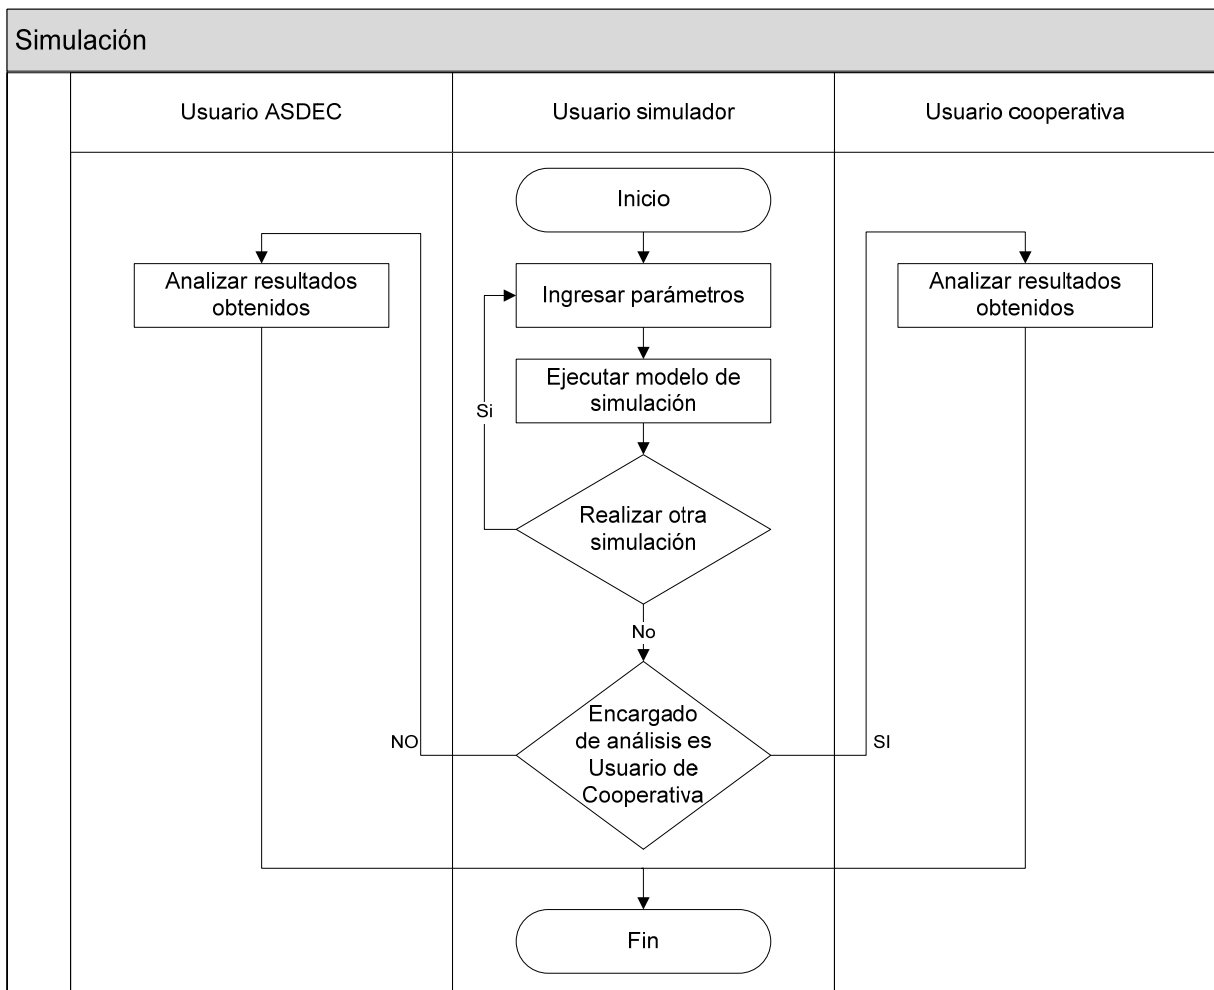 Simulación
Usuario ASDEC
Usuario simulador
Usuario cooperativa
Inicio
Analizar resultados
obtenidos
Ingresar parámetros
Analizar resultados
obtenidos
Ejecutar modelo de
simulación
Si
Realizar otra
simulación
No
Encargado
de análisis es
Usuario de
Cooperativa
NO
SI
Fin